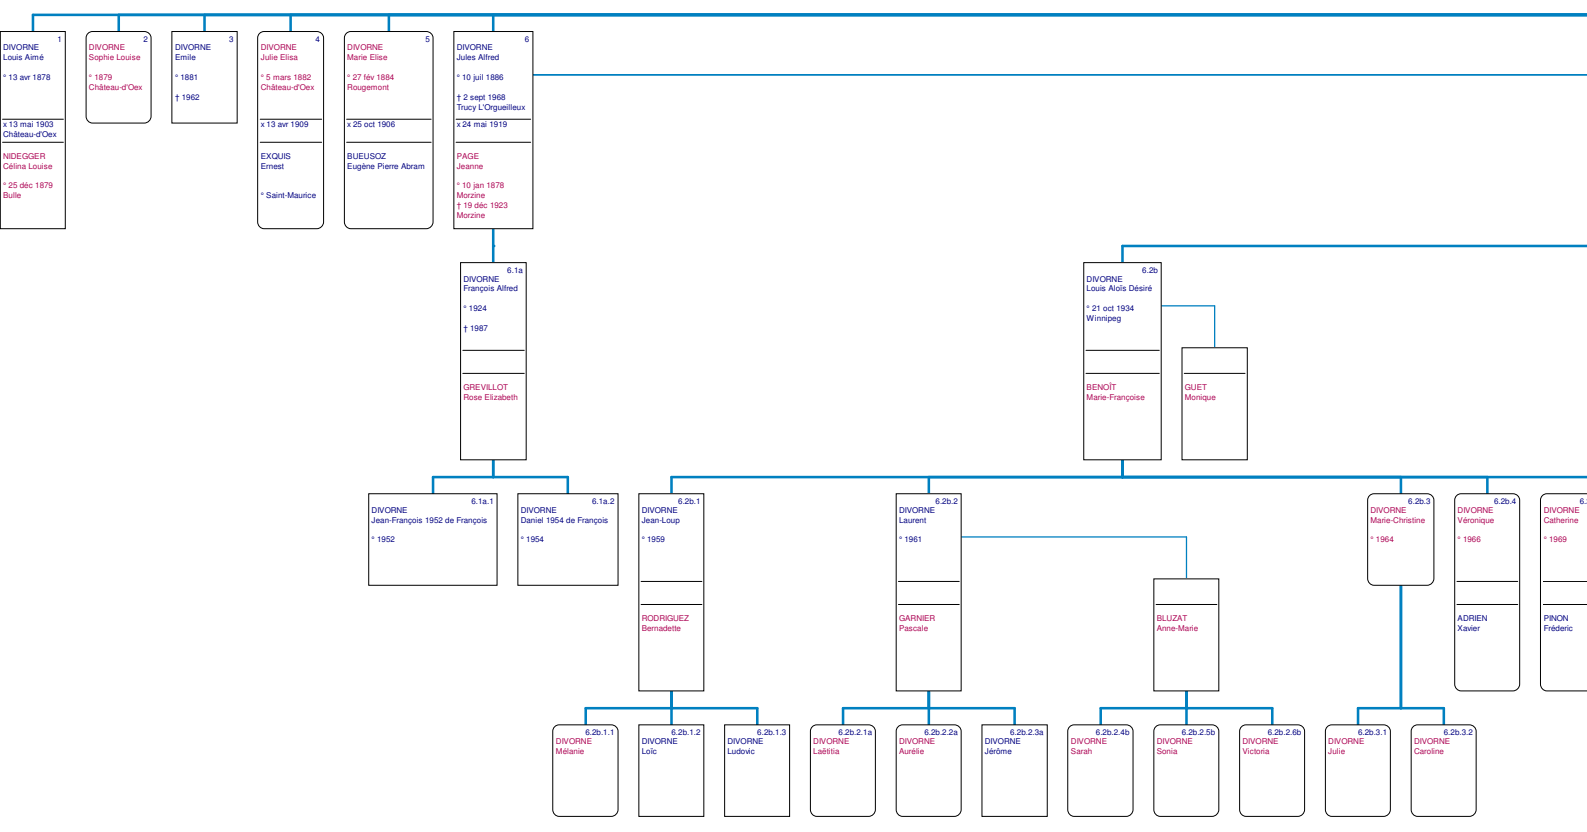 1
DIVORNE
Louis Aimé
° 13 avr 1878
x 13 mai 1903
Château-d'Oex
NIDEGGER
Célina Louise
° 25 déc 1879
Bulle
2
DIVORNE
Sophie Louise
° 1879
Château-d'Oex
3
DIVORNE
Emile
° 1881
† 1962
4
DIVORNE
Julie Elisa
° 5 mars 1882
Château-d'Oex
x 13 avr 1909
EXQUIS
Ernest
° Saint-Maurice
5
DIVORNE
Marie Elise
° 27 fév 1884
Rougemont
x 25 oct 1906
BUEUSOZ
Eugène Pierre Abram
6
DIVORNE
Jules Alfred
° 10 juil 1886
† 2 sept 1968
Trucy L'Orgueilleux
x 24 mai 1919
PAGE
Jeanne
° 10 jan 1878
Morzine
† 19 déc 1923
Morzine
6.1a
DIVORNE
François Alfred
° 1924
† 1987
GREVILLOT
Rose Elizabeth
6.2b
DIVORNE
Louis Aloïs Désiré
° 21 oct 1934
Winnipeg
BENOÎT
Marie-Françoise
GUET
Monique
6.1a.1
DIVORNE
Jean-François 1952 de François
° 1952
6.1a.2
DIVORNE
Daniel 1954 de François
° 1954
6.2b.1
DIVORNE
Jean-Loup
° 1959
RODRIGUEZ
Bernadette
6.2b.2
DIVORNE
Laurent
° 1961
GARNIER
Pascale
BLUZAT
Anne-Marie
6.2b.3
DIVORNE
Marie-Christine
° 1964
6.2b.4
DIVORNE
Véronique
° 1966
ADRIEN
Xavier
6.
DIVORNE
Catherine
° 1969
PINON
Fréderic
6.2b.1.1
DIVORNE
Mélanie
6.2b.1.2
DIVORNE
Loïc
6.2b.1.3
DIVORNE
Ludovic
6.2b.2.1a
DIVORNE
Laëtitia
6.2b.2.2a
DIVORNE
Aurélie
6.2b.2.3a
DIVORNE
Jérôme
6.2b.2.4b
DIVORNE
Sarah
6.2b.2.5b
DIVORNE
Sonia
6.2b.2.6b
DIVORNE
Victoria
6.2b.3.1
DIVORNE
Julie
6.2b.3.2
DIVORNE
Caroline